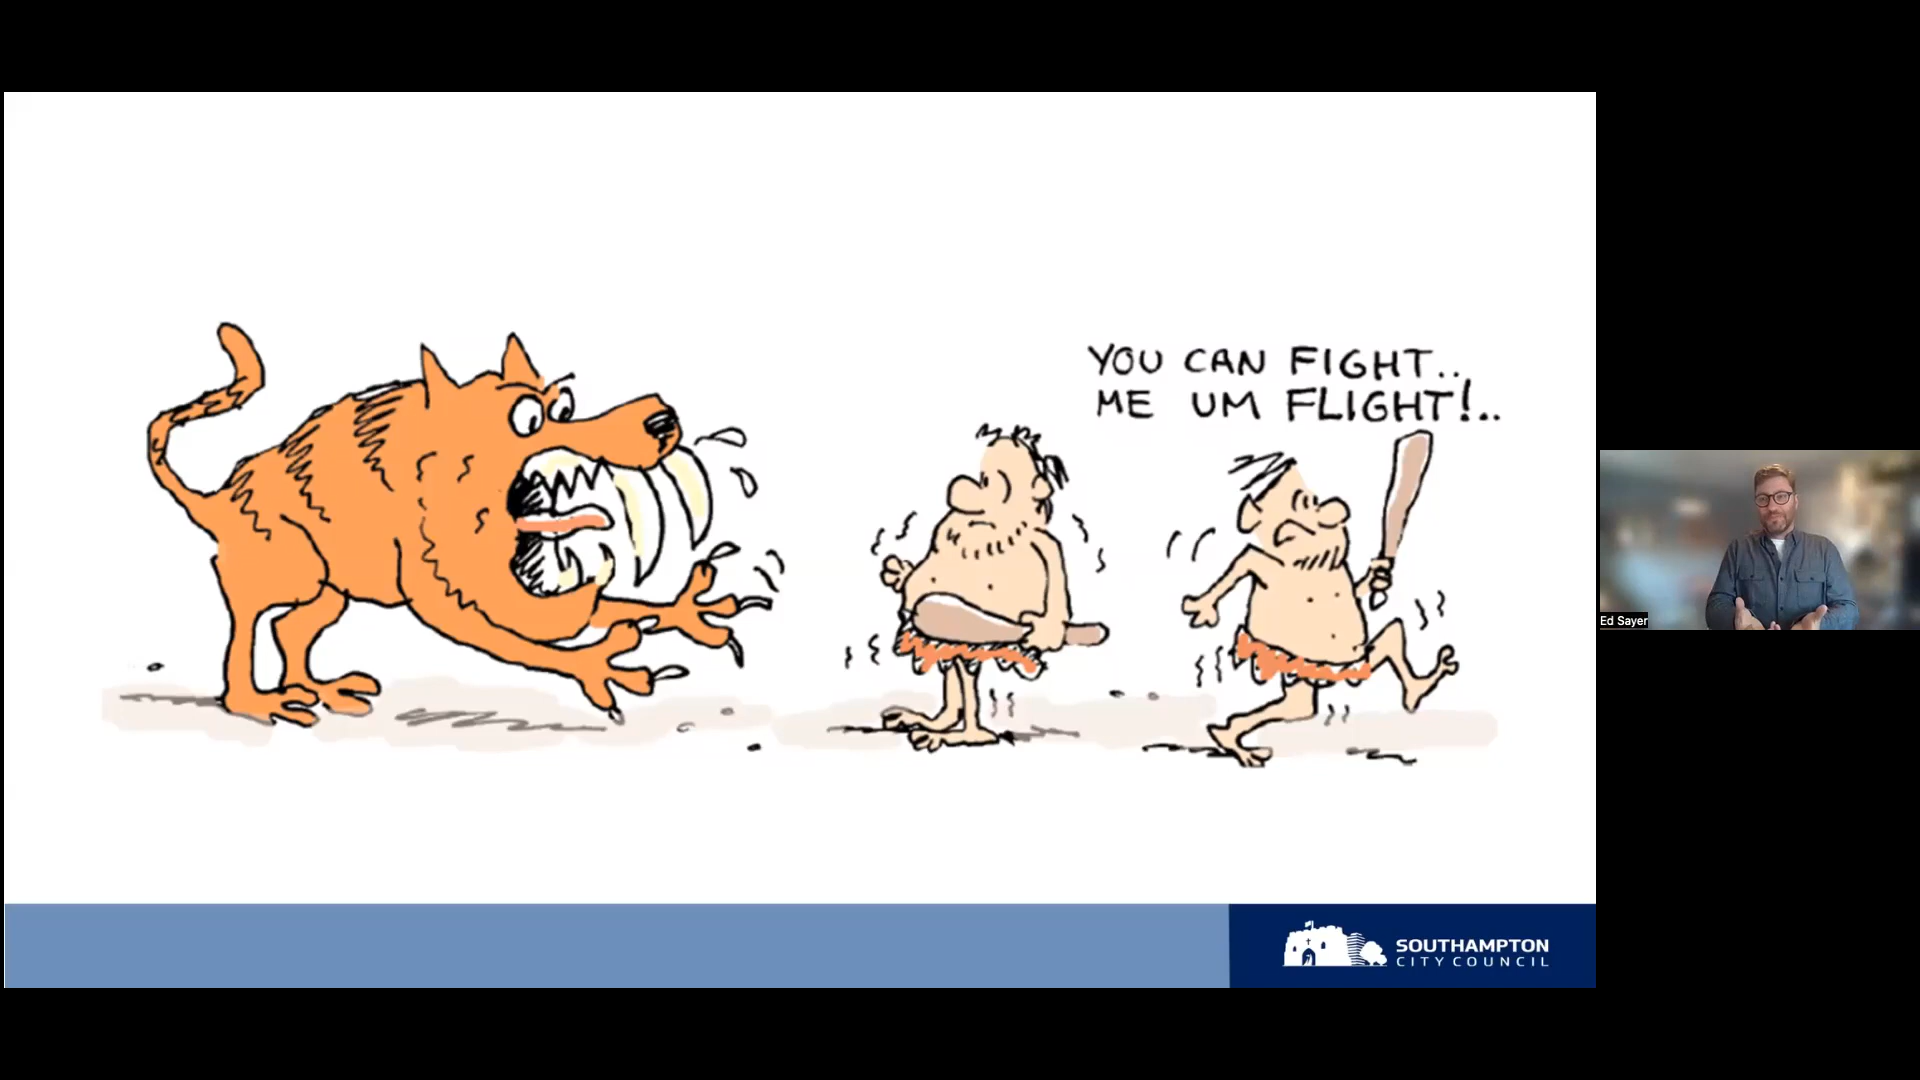 YOU CAN FIGHT..
ME UM FLIGHT!..
Ed Sayer
SOUTHAMPTON
CITY COUNCIL